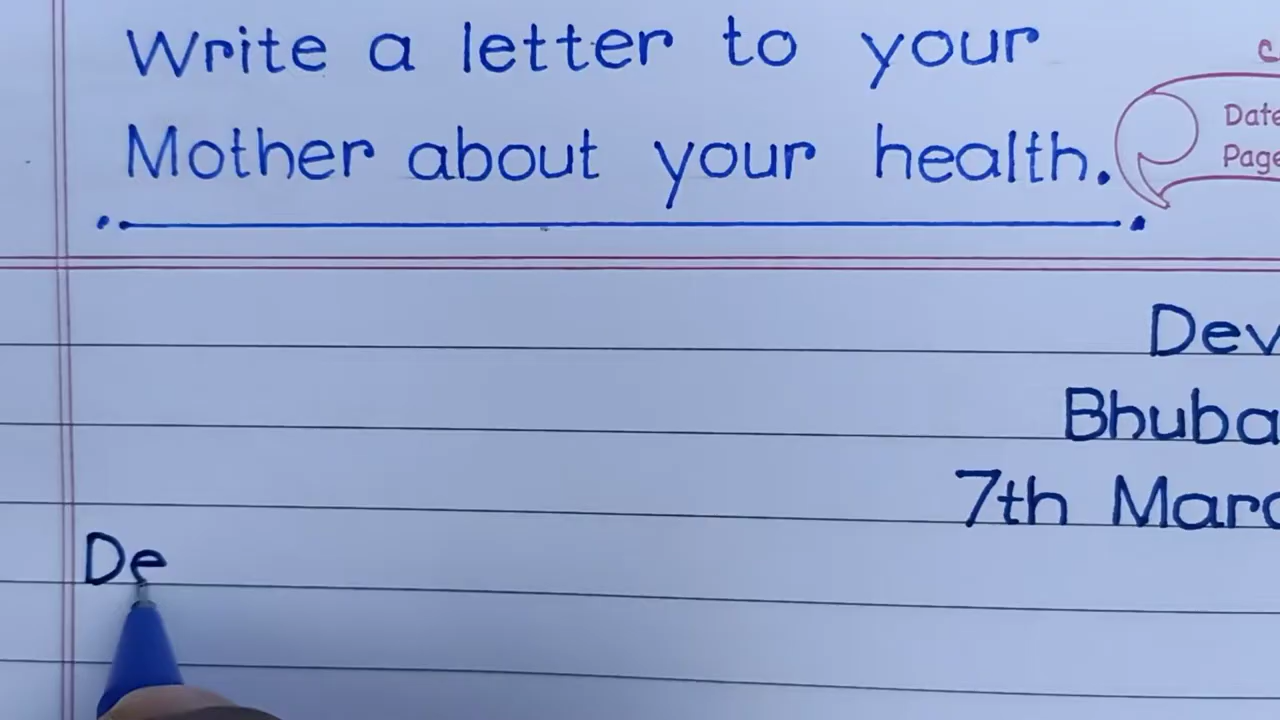 Write a letter to your
Mother about your health.
C
Date
Page
Dev
Bhuba
7th Marc
De